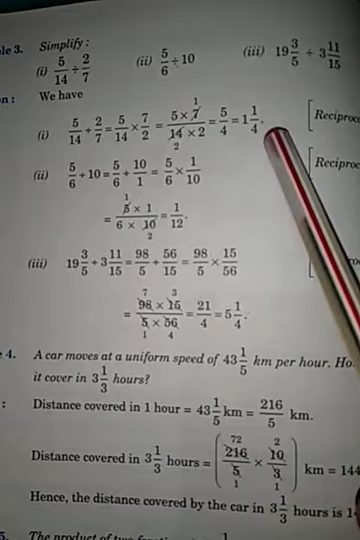 le 3. Simplify :
(i) 5/14 ÷ 2/7 (ii) 5/6 ÷ 10 (iii) 19 3/5 ÷ 3 11/15
n : We have
(i) 5/14 ÷ 2/7 = 5/14 × 7/2 = (5 × 7)/(14 × 2) = 5/4 = 1 1/4. [Reciproc
(ii) 5/6 ÷ 10 = 5/6 ÷ 10/1 = 5/6 × 1/10 [Reciproc
= (5 × 1)/(6 × 10) = 1/12.
(iii) 19 3/5 ÷ 3 11/15 = 98/5 ÷ 56/15 = 98/5 × 15/56
= (98 × 15)/(5 × 56) = 21/4 = 5 1/4.
4. A car moves at a uniform speed of 43 1/5 km per hour. Ho
it cover in 3 1/3 hours?
: Distance covered in 1 hour = 43 1/5 km = 216/5 km.
Distance covered in 3 1/3 hours = (216/5 × 10/3) km = 144
Hence, the distance covered by the car in 3 1/3 hours is 1
5. The product of two